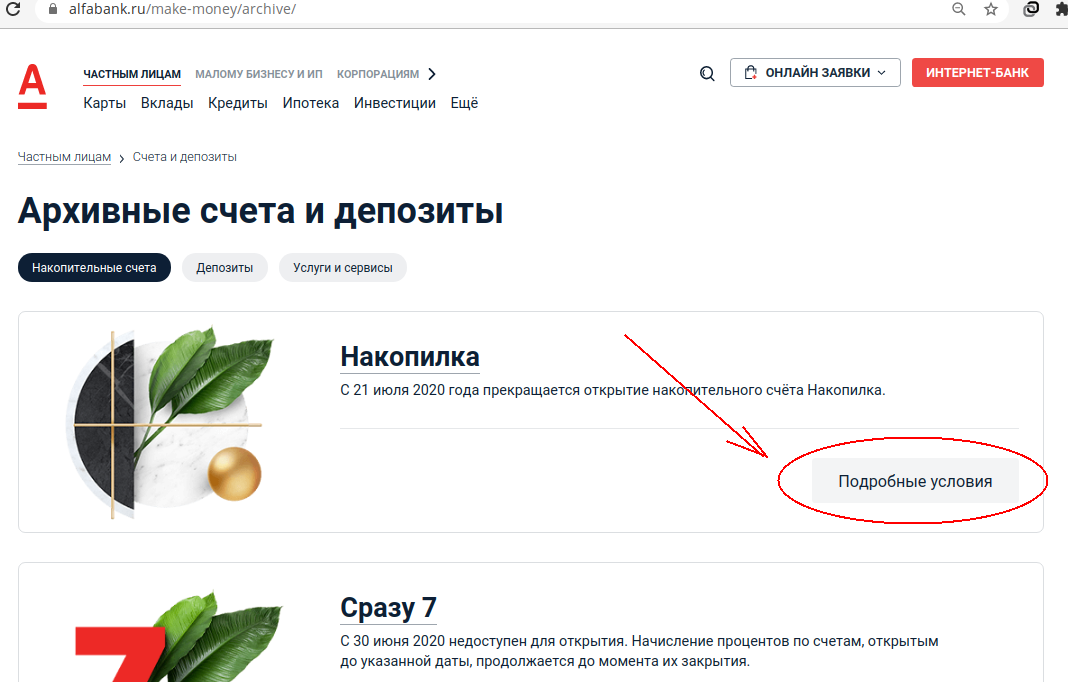 alfabank.ru/make-money/archive/
А
ЧАСТНЫМ ЛИЦАМ МАЛОМУ БИЗНЕСУ И ИП КОРПОРАЦИЯМ
ОНЛАЙН ЗАЯВКИ ИНТЕРНЕТ-БАНК
Карты Вклады Кредиты Ипотека Инвестиции Ещё
Частным лицам Счета и депозиты
Архивные счета и депозиты
Накопительные счета Депозиты Услуги и сервисы
Накопилка
С 21 июля 2020 года прекращается открытие накопительного счёта Накопилка.
Подробные условия
Сразу 7
С 30 июня 2020 недоступен для открытия. Начисление процентов по счетам, открытым
до указанной даты, продолжается до момента их закрытия.
7